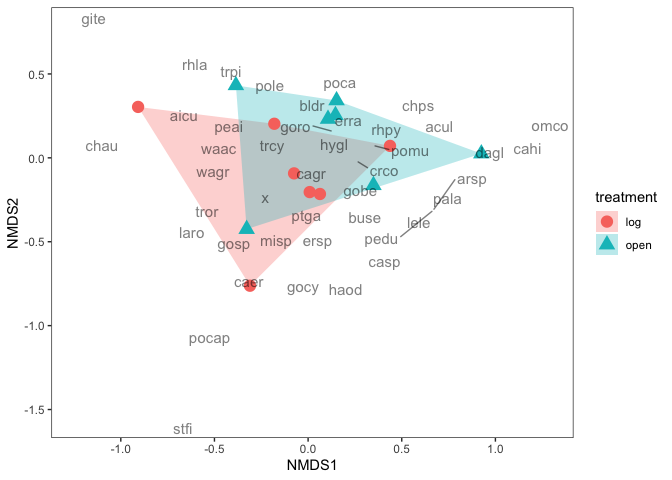 gite
rhla
trpi
0.5
pole
poca
bldr
chps
aicu
erra
peai
goro
rhpy
acul
omco
chau
waac
trcy
hygl
pomu
dagl
cahi
0.0
wagr
cagr
crco
arsp
treatment
x
gobe
pala
log
NMDS2
tror
ptga
buse
lele
open
laro
gosp
misp
ersp
pedu
-0.5
casp
caer
gocy
haod
-1.0
pocap
-1.5
stfi
-1.0
-0.5
0.0
0.5
1.0
NMDS1